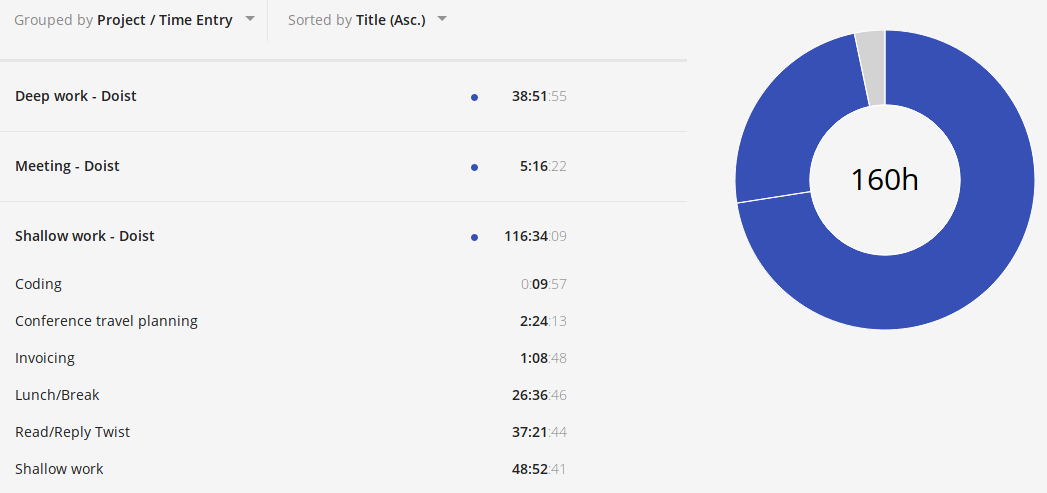 Grouped by Project / Time Entry
Sorted by Title (Asc.)
Deep work - Doist 38:51:55
Meeting - Doist 5:16:22
Shallow work - Doist 116:34:09
Coding 0:09:57
Conference travel planning 2:24:13
Invoicing 1:08:48
Lunch/Break 26:36:46
Read/Reply Twist 37:21:44
Shallow work 48:52:41
160h